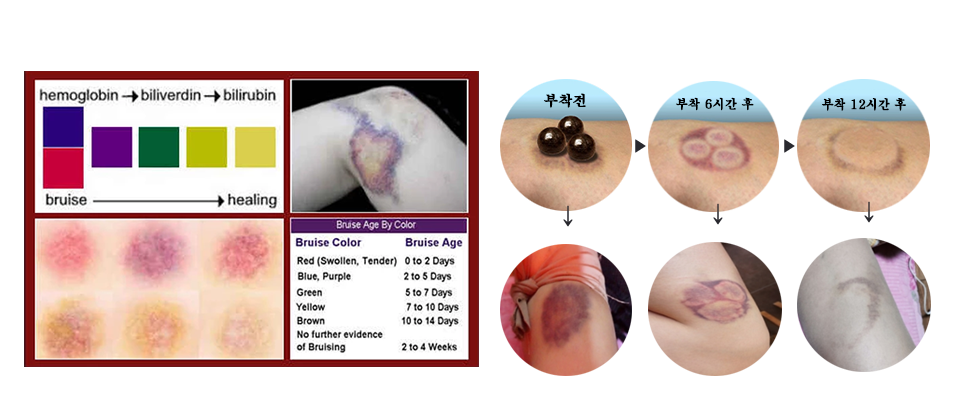 hemoglobin → biliverdin → bilirubin
bruise → healing
Bruise Age By Color
Bruise Color Bruise Age
Red (Swollen, Tender) 0 to 2 Days
Blue, Purple 2 to 5 Days
Green 5 to 7 Days
Yellow 7 to 10 Days
Brown 10 to 14 Days
No further evidence
of Bruising 2 to 4 Weeks
부착전
부착 6시간 후
부착 12시간 후